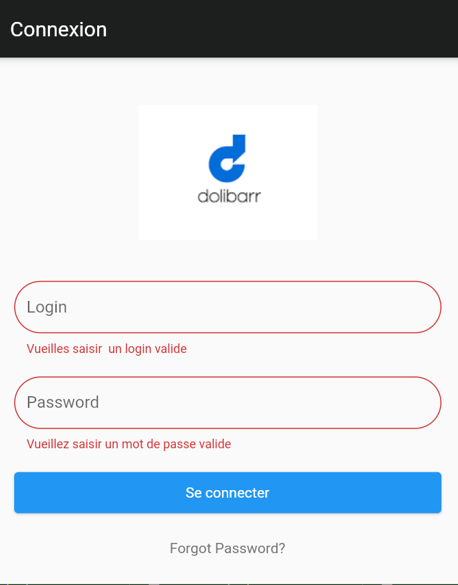 Connexion
dolibarr
Login
Vueilles saisir  un login valide
Password
Vueillez saisir un mot de passe valide
Se connecter
Forgot Password?